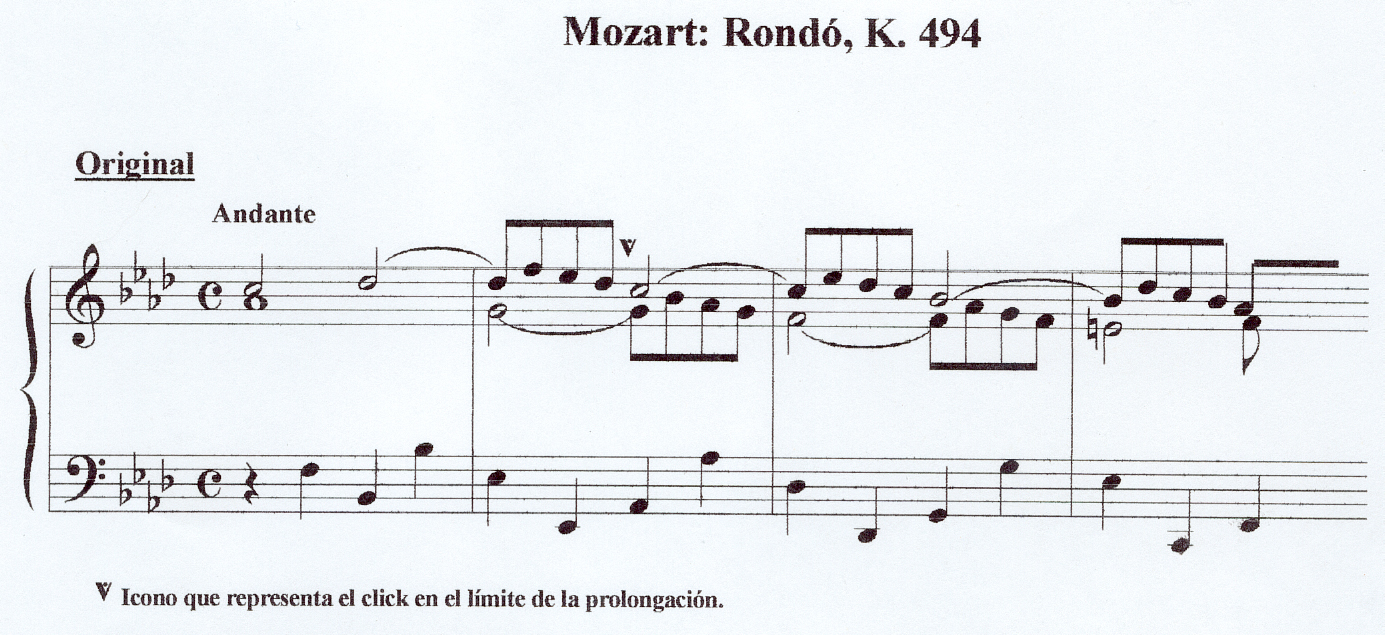 Mozart: Rondó, K. 494
Original
Andante
Icono que representa el click en el límite de la prolongación.